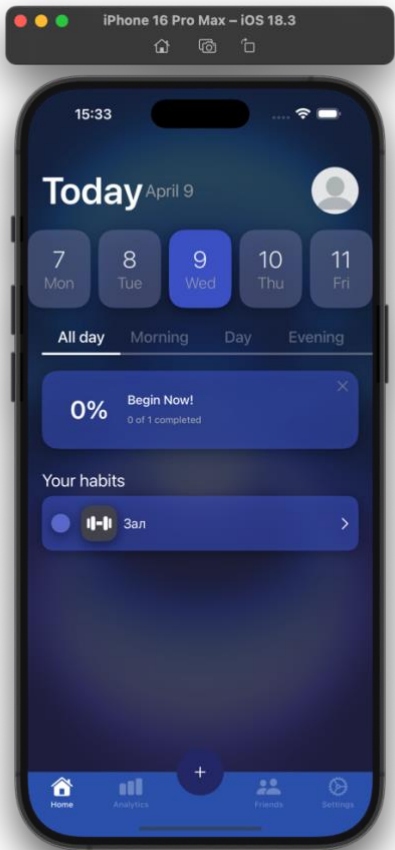 iPhone 16 Pro Max – iOS 18.3
15:33
Today April 9
7 8 9 10 11
Mon Tue Wed Thu Fri
All day Morning Day Evening
0%
Begin Now!
0 of 1 completed
Your habits
Зал
+
Home Analytics Friends Settings